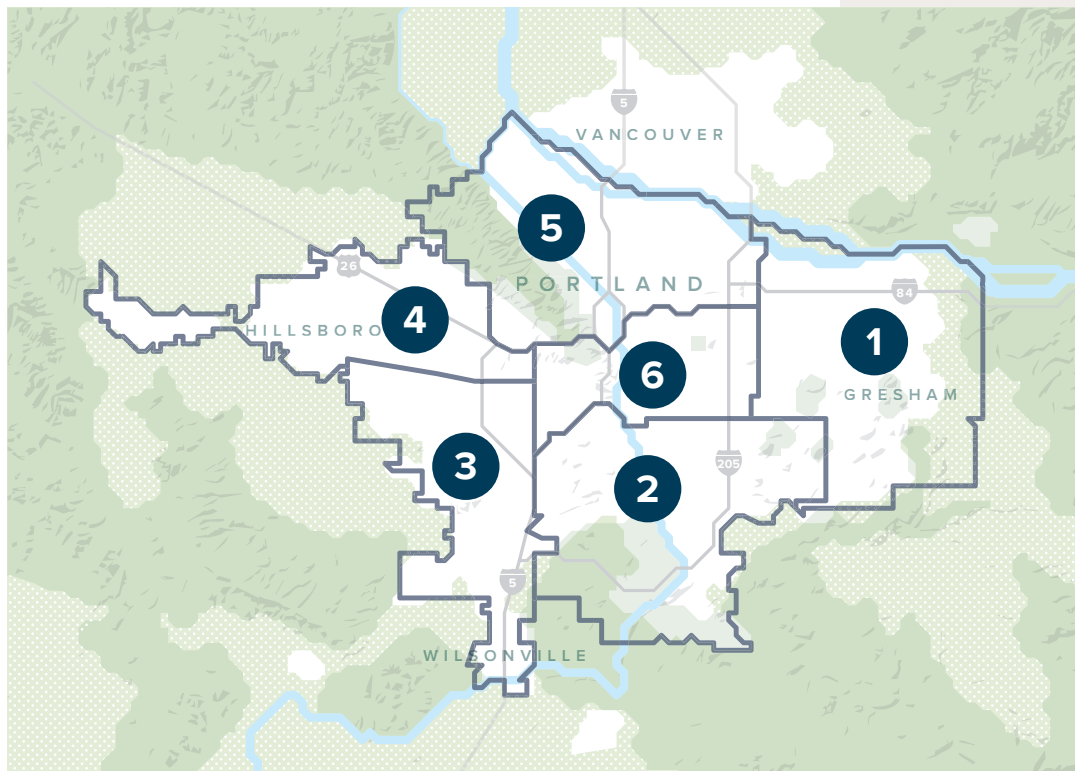 5
VANCOUVER
5
PORTLAND
26
84
4
HILLSBORO
1
6
GRESHAM
3
205
2
5
WILSONVILLE